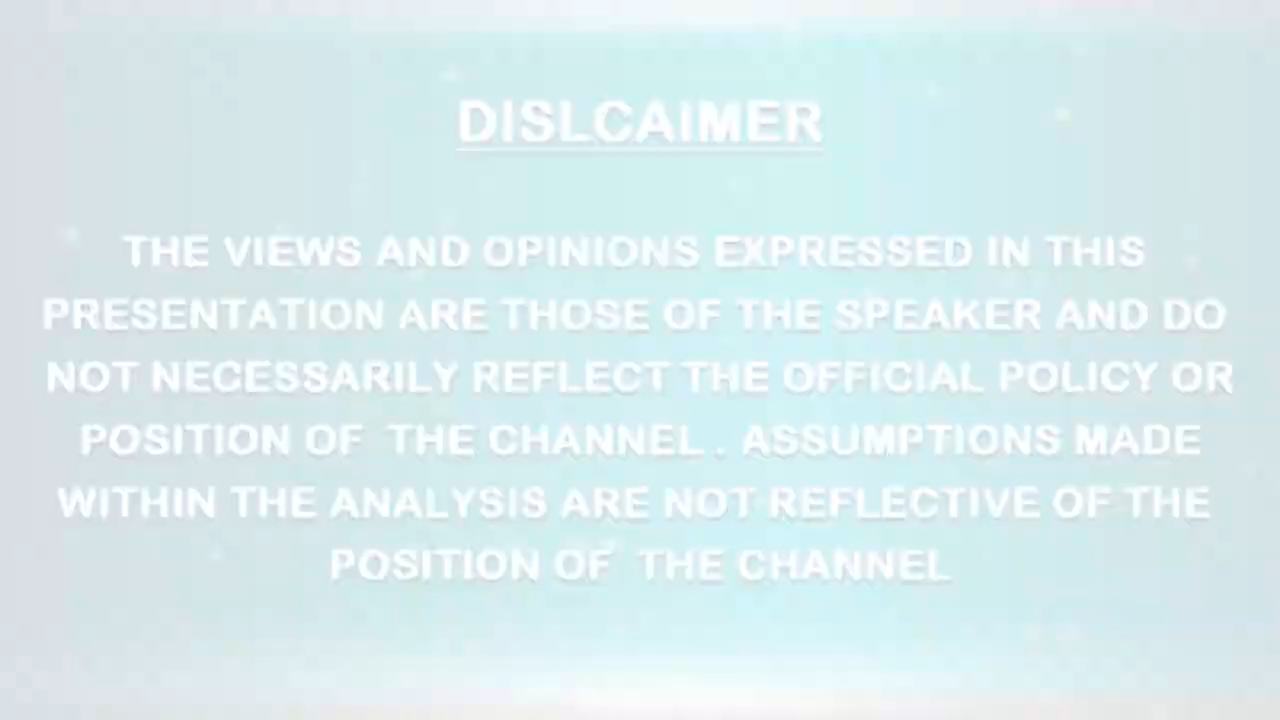 DISLCAIMER
THE VIEWS AND OPINIONS EXPRESSED IN THIS
PRESENTATION ARE THOSE OF THE SPEAKER AND DO
NOT NECESSARILY REFLECT THE OFFICIAL POLICY OR
POSITION OF  THE CHANNEL . ASSUMPTIONS MADE
WITHIN THE ANALYSIS ARE NOT REFLECTIVE OF THE
POSITION OF  THE CHANNEL